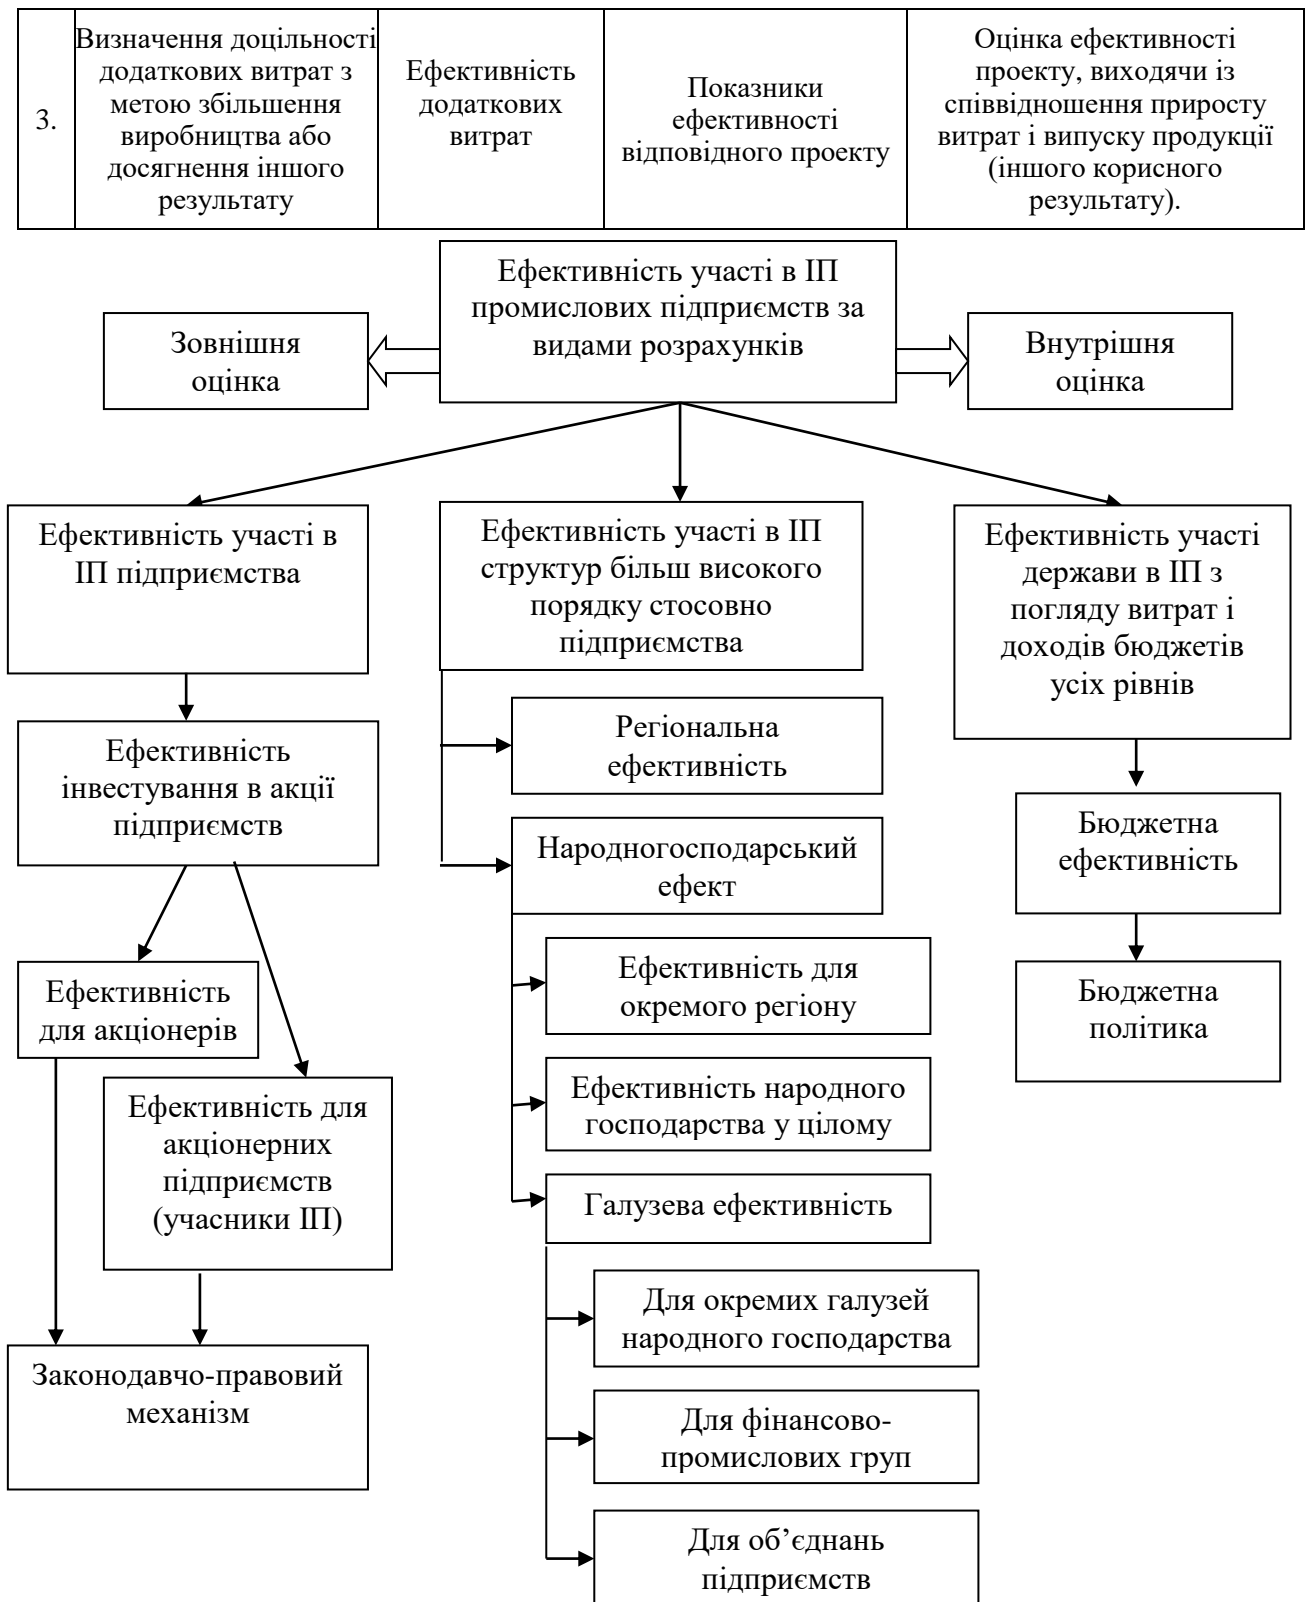 3.
Визначення доцільності
додаткових витрат з
метою збільшення
виробництва або
досягнення іншого
результату
Ефективність
додаткових
витрат
Показники
ефективності
відповідного проекту
Оцінка ефективності
проекту, виходячи із
співвідношення приросту
витрат і випуску продукції
(іншого корисного
результату).
Ефективність участі в ІП
промислових підприємств за
видами розрахунків
Зовнішня
оцінка
Внутрішня
оцінка
Ефективність участі в
ІП підприємства
Ефективність участі в ІП
структур більш високого
порядку стосовно
підприємства
Ефективність участі
держави в ІП з
погляду витрат і
доходів бюджетів
усіх рівнів
Ефективність
інвестування в акції
підприємств
Регіональна
ефективність
Бюджетна
ефективність
Народногосподарський
ефект
Ефективність
для акціонерів
Ефективність для
окремого регіону
Бюджетна
політика
Ефективність для
акціонерних
підприємств
(учасники ІП)
Ефективність народного
господарства у цілому
Галузева ефективність
Для окремих галузей
народного господарства
Законодавчо-правовий
механізм
Для фінансово-
промислових груп
Для об’єднань
підприємств